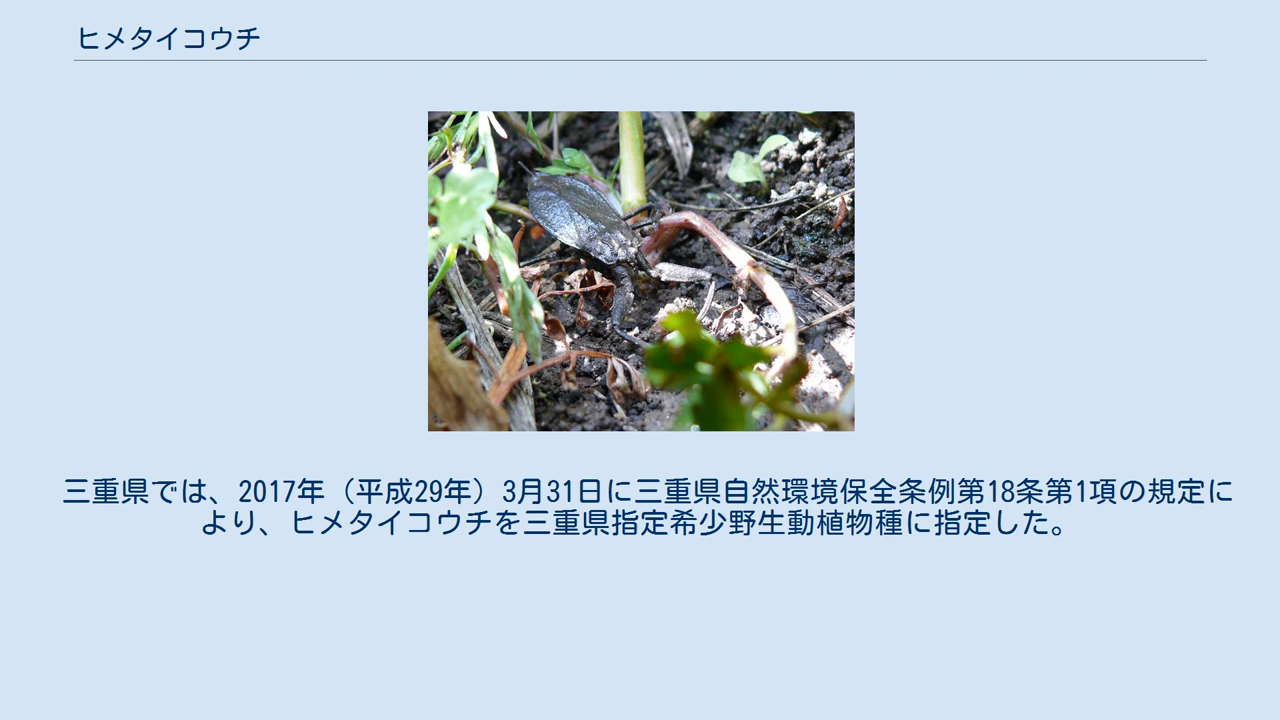 ヒメタイコウチ
三重県では、2017年（平成29年）3月31日に三重県自然環境保全条例第18条第1項の規定に
より、ヒメタイコウチを三重県指定希少野生動植物種に指定した。